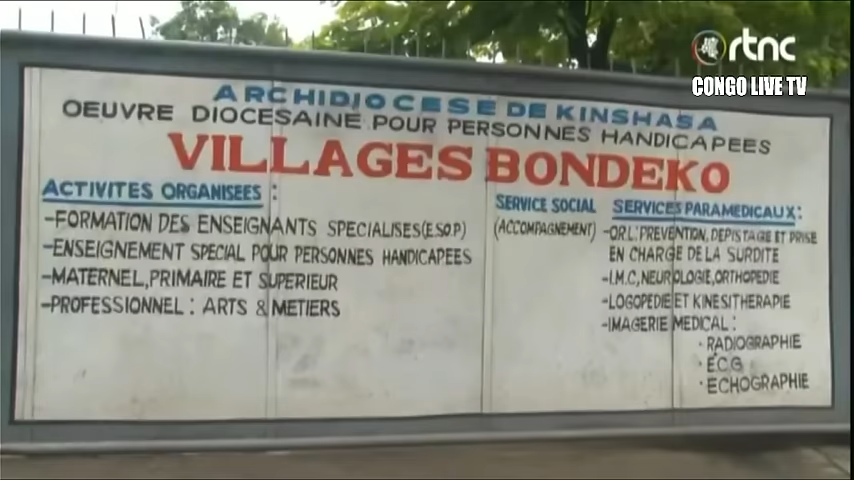 rtnc
CONGO LIVE TV
ARCHIDIOCESE DE KINSHASA
OEUVRE DIOCESAINE POUR PERSONNES HANDICAPEES
VILLAGES BONDEKO
ACTIVITES ORGANISEES :
-FORMATION DES ENSEIGNANTS SPECIALISES(E.SO.P)
-ENSEIGNEMENT SPECIAL POUR PERSONNES HANDICAPEES
-MATERNEL,PRIMAIRE ET SUPERIEUR
-PROFESSIONNEL : ARTS & METIERS
SERVICE SOCIAL
(ACCOMPAGNEMENT)
SERVICES PARAMEDICAUX:
-O.R.L: PREVENTION, DEPISTAGE ET PRISE
EN CHARGE DE LA SURDITE
-I.M.C,NEUROLOGIE,ORTHOPEDIE
-LOGOPEDIE ET KINESITHERAPIE
-IMAGERIE MEDICAL :
· RADIOGRAPHIE
· ECG
· ECHOGRAPHIE